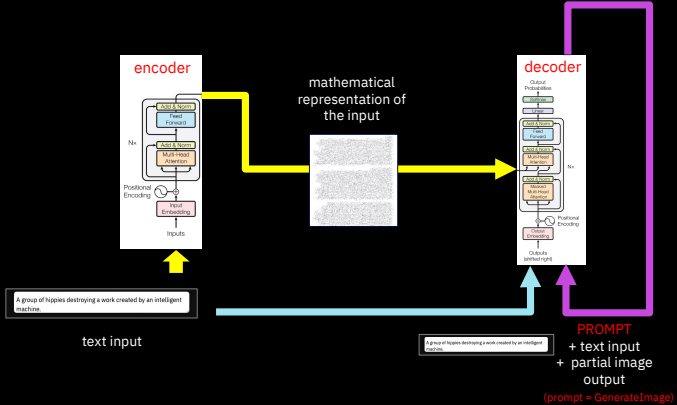 encoder
Add & Norm
Feed
Forward
Nx
Add & Norm
Multi-Head
Attention
Positional
Encoding
Input
Embedding
Inputs
A group of hippies destroying a work created by an intelligent
machine.
text input
mathematical
representation of
the input
decoder
Output
Probabilities
Softmax
Linear
Add & Norm
Feed
Forward
Add & Norm
Multi-Head
Attention
Nx
Add & Norm
Masked
Multi-Head
Attention
Positional
Encoding
Output
Embedding
Outputs
(shifted right)
A group of hippies destroying a work created by an intelligent
machine.
PROMPT
+ text input
+ partial image
output
(prompt = GenerateImage)